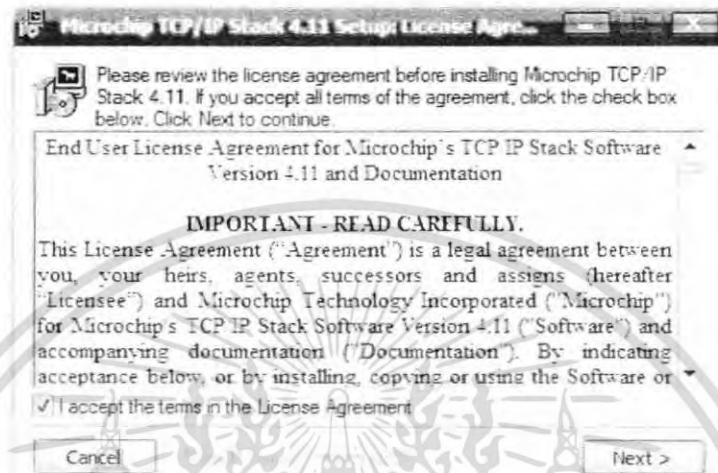 Microchip TCP/IP Stack 4.11 Setup: License Agre...
Please review the license agreement before installing Microchip TCP/IP
Stack 4.11. If you accept all terms of the agreement, click the check box
below. Click Next to continue.
End User License Agreement for Microchip's TCP IP Stack Software
Version 4.11 and Documentation
IMPORTANT - READ CAREFULLY.
This License Agreement ("Agreement") is a legal agreement between
you, your heirs, agents, successors and assigns (hereafter
"Licensee") and Microchip Technology Incorporated ("Microchip")
for Microchip's TCP IP Stack Software Version 4.11 ("Software") and
accompanying documentation ("Documentation"). By indicating
acceptance below, or by installing, copying or using the Software or
I accept the terms in the License Agreement
Cancel
Next >